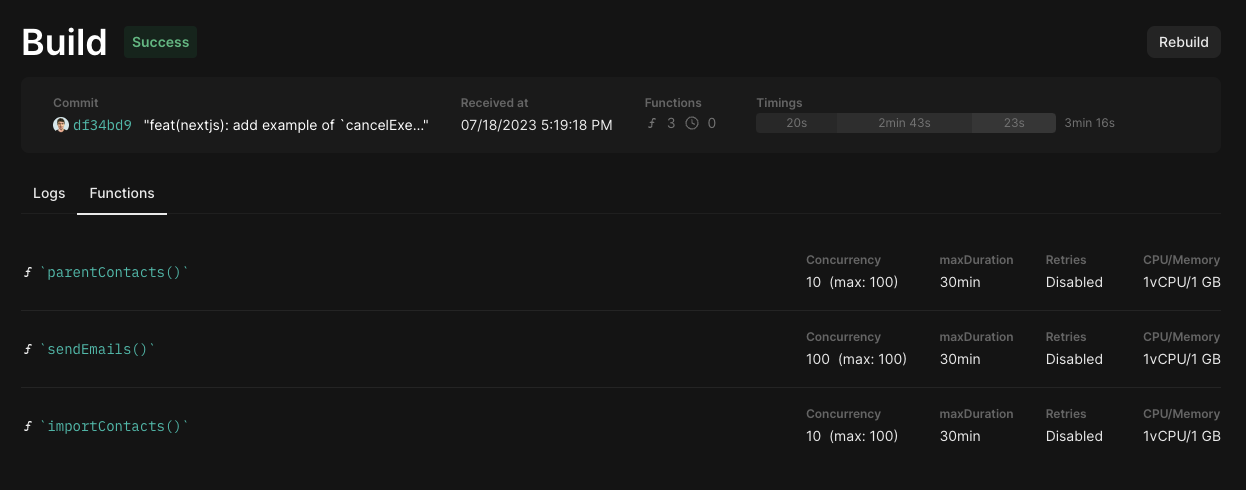 Build Success Rebuild
Commit Received at Functions Timings
df34bd9 "feat(nextjs): add example of `cancelExe..." 07/18/2023 5:19:18 PM ƒ 3 0 20s 2min 43s 23s 3min 16s
Logs Functions
Concurrency maxDuration Retries CPU/Memory
ƒ `parentContacts()` 10 (max: 100) 30min Disabled 1vCPU/1 GB
Concurrency maxDuration Retries CPU/Memory
ƒ `sendEmails()` 100 (max: 100) 30min Disabled 1vCPU/1 GB
Concurrency maxDuration Retries CPU/Memory
ƒ `importContacts()` 10 (max: 100) 30min Disabled 1vCPU/1 GB